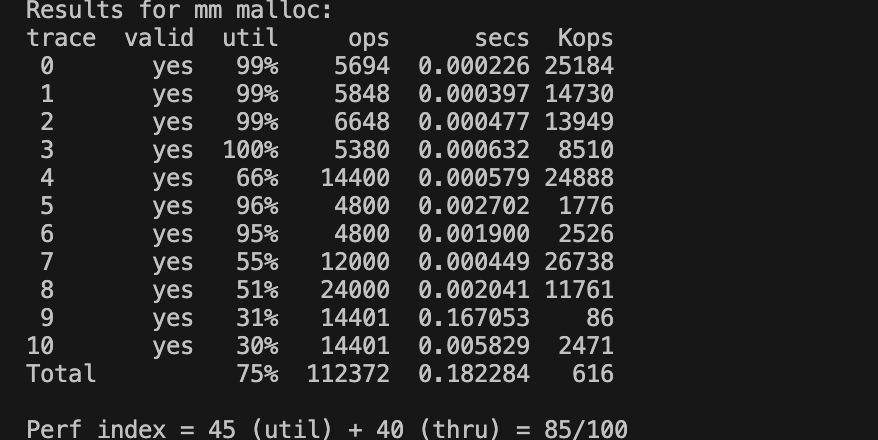 Results for mm malloc:
trace  valid  util     ops      secs  Kops
 0       yes   99%    5694  0.000226 25184
 1       yes   99%    5848  0.000397 14730
 2       yes   99%    6648  0.000477 13949
 3       yes  100%    5380  0.000632  8510
 4       yes   66%   14400  0.000579 24888
 5       yes   96%    4800  0.002702  1776
 6       yes   95%    4800  0.001900  2526
 7       yes   55%   12000  0.000449 26738
 8       yes   51%   24000  0.002041 11761
 9       yes   31%   14401  0.167053    86
10       yes   30%   14401  0.005829  2471
Total          75%  112372  0.182284   616
Perf index = 45 (util) + 40 (thru) = 85/100